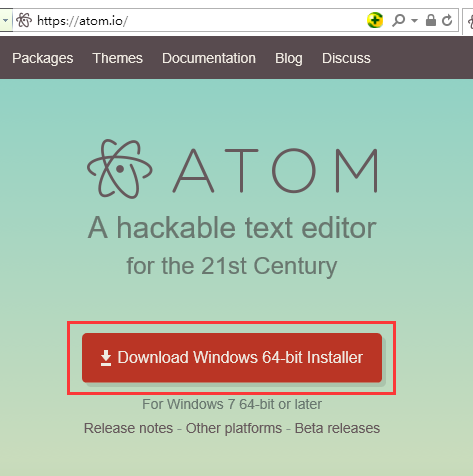 https://atom.io/
Packages Themes Documentation Blog Discuss
ATOM
A hackable text editor
for the 21st Century
Download Windows 64-bit Installer
For Windows 7 64-bit or later
Release notes - Other platforms - Beta releases